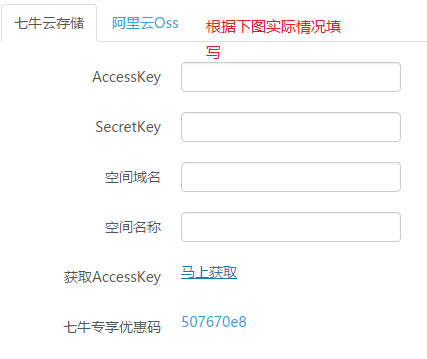 七牛云存储 阿里云Oss 根据下图实际情况填
写
AccessKey
SecretKey
空间域名
空间名称
获取AccessKey 马上获取
七牛专享优惠码 507670e8